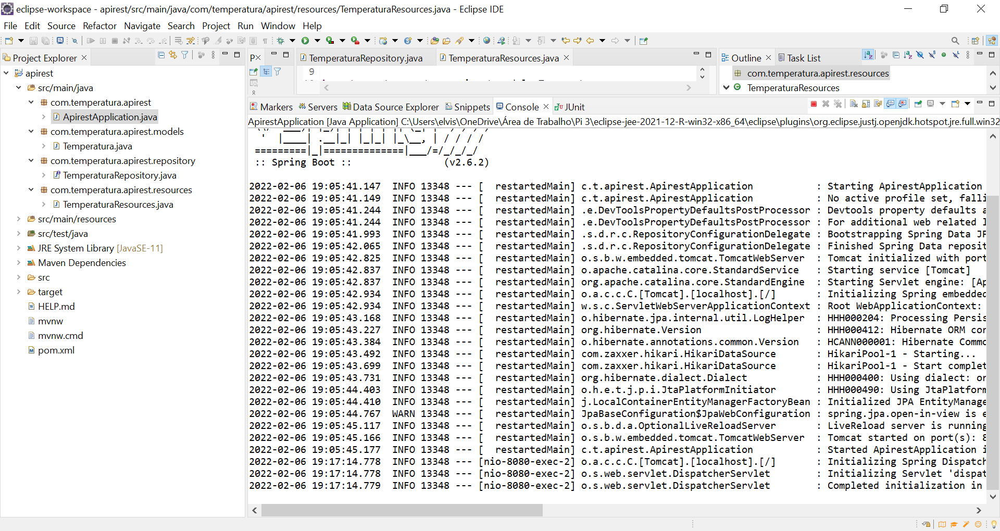 eclipse-workspace - apirest/src/main/java/com/temperatura/apirest/resources/TemperaturaResources.java - Eclipse IDE
File Edit Source Refactor Navigate Search Project Run Window Help
Project Explorer
apirest
src/main/java
com.temperatura.apirest
ApirestApplication.java
com.temperatura.apirest.models
Temperatura.java
com.temperatura.apirest.repository
TemperaturaRepository.java
com.temperatura.apirest.resources
TemperaturaResources.java
src/main/resources
src/test/java
JRE System Library [JavaSE-11]
Maven Dependencies
src
target
HELP.md
mvnw
mvnw.cmd
pom.xml
P
TemperaturaRepository.java TemperaturaResources.java
9
Outline Task List
com.temperatura.apirest.resources
TemperaturaResources
Markers Servers Data Source Explorer Snippets Console JUnit
ApirestApplication [Java Application] C:\Users\elvis\OneDrive\Área de Trabalho\Pi 3\eclipse-jee-2021-12-R-win32-x86_64\eclipse\plugins\org.eclipse.justj.openjdk.hotspot.jre.full.win32
  '  |____| .__|_| |_|_| |_\__, | / / / /
 =========|_|==============|___/=/_/_/_/
 :: Spring Boot ::                (v2.6.2)
2022-02-06 19:05:41.147  INFO 13348 --- [  restartedMain] c.t.apirest.ApirestApplication           : Starting ApirestApplication
2022-02-06 19:05:41.149  INFO 13348 --- [  restartedMain] c.t.apirest.ApirestApplication           : No active profile set, falli
2022-02-06 19:05:41.244  INFO 13348 --- [  restartedMain] .e.DevToolsPropertyDefaultsPostProcessor : Devtools property defaults a
2022-02-06 19:05:41.244  INFO 13348 --- [  restartedMain] .e.DevToolsPropertyDefaultsPostProcessor : For additional web related l
2022-02-06 19:05:41.993  INFO 13348 --- [  restartedMain] .s.d.r.c.RepositoryConfigurationDelegate : Bootstrapping Spring Data JP
2022-02-06 19:05:42.065  INFO 13348 --- [  restartedMain] .s.d.r.c.RepositoryConfigurationDelegate : Finished Spring Data reposit
2022-02-06 19:05:42.825  INFO 13348 --- [  restartedMain] o.s.b.w.embedded.tomcat.TomcatWebServer  : Tomcat initialized with port
2022-02-06 19:05:42.837  INFO 13348 --- [  restartedMain] o.apache.catalina.core.StandardService   : Starting service [Tomcat]
2022-02-06 19:05:42.837  INFO 13348 --- [  restartedMain] org.apache.catalina.core.StandardEngine  : Starting Servlet engine: [Ap
2022-02-06 19:05:42.934  INFO 13348 --- [  restartedMain] o.a.c.c.C.[Tomcat].[localhost].[/]       : Initializing Spring embedded
2022-02-06 19:05:42.934  INFO 13348 --- [  restartedMain] w.s.c.ServletWebServerApplicationContext : Root WebApplicationContext:
2022-02-06 19:05:43.168  INFO 13348 --- [  restartedMain] o.hibernate.jpa.internal.util.LogHelper  : HHH000204: Processing Persis
2022-02-06 19:05:43.227  INFO 13348 --- [  restartedMain] org.hibernate.Version                    : HHH000412: Hibernate ORM cor
2022-02-06 19:05:43.384  INFO 13348 --- [  restartedMain] o.hibernate.annotations.common.Version   : HCANN000001: Hibernate Commo
2022-02-06 19:05:43.492  INFO 13348 --- [  restartedMain] com.zaxxer.hikari.HikariDataSource       : HikariPool-1 - Starting...
2022-02-06 19:05:43.699  INFO 13348 --- [  restartedMain] com.zaxxer.hikari.HikariDataSource       : HikariPool-1 - Start complet
2022-02-06 19:05:43.731  INFO 13348 --- [  restartedMain] org.hibernate.dialect.Dialect            : HHH000400: Using dialect: or
2022-02-06 19:05:44.403  INFO 13348 --- [  restartedMain] o.h.e.t.j.p.i.JtaPlatformInitiator       : HHH000490: Using JtaPlatform
2022-02-06 19:05:44.410  INFO 13348 --- [  restartedMain] j.LocalContainerEntityManagerFactoryBean : Initialized JPA EntityManage
2022-02-06 19:05:44.767  WARN 13348 --- [  restartedMain] JpaBaseConfiguration$JpaWebConfiguration : spring.jpa.open-in-view is e
2022-02-06 19:05:45.117  INFO 13348 --- [  restartedMain] o.s.b.d.a.OptionalLiveReloadServer       : LiveReload server is running
2022-02-06 19:05:45.166  INFO 13348 --- [  restartedMain] o.s.b.w.embedded.tomcat.TomcatWebServer  : Tomcat started on port(s): 8
2022-02-06 19:05:45.177  INFO 13348 --- [  restartedMain] c.t.apirest.ApirestApplication           : Started ApirestApplication i
2022-02-06 19:17:14.778  INFO 13348 --- [nio-8080-exec-2] o.a.c.c.C.[Tomcat].[localhost].[/]       : Initializing Spring Dispatch
2022-02-06 19:17:14.778  INFO 13348 --- [nio-8080-exec-2] o.s.web.servlet.DispatcherServlet        : Initializing Servlet 'dispat
2022-02-06 19:17:14.779  INFO 13348 --- [nio-8080-exec-2] o.s.web.servlet.DispatcherServlet        : Completed initialization in